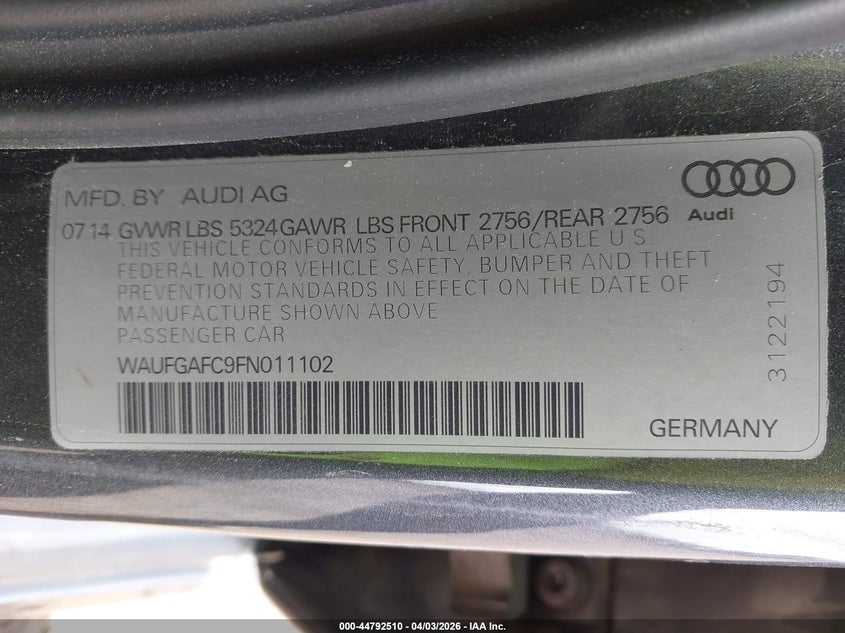 MFD. BY AUDI AG
Audi
07 14 GVWR LBS 5324 GAWR LBS FRONT 2756/REAR 2756
THIS VEHICLE CONFORMS TO ALL APPLICABLE U.S.
FEDERAL MOTOR VEHICLE SAFETY, BUMPER AND THEFT
PREVENTION STANDARDS IN EFFECT ON THE DATE OF
MANUFACTURE SHOWN ABOVE
PASSENGER CAR
WAUFGAFC9FN011102
GERMANY
3122194
000-44792510 - 04/03/2026 - IAA Inc.